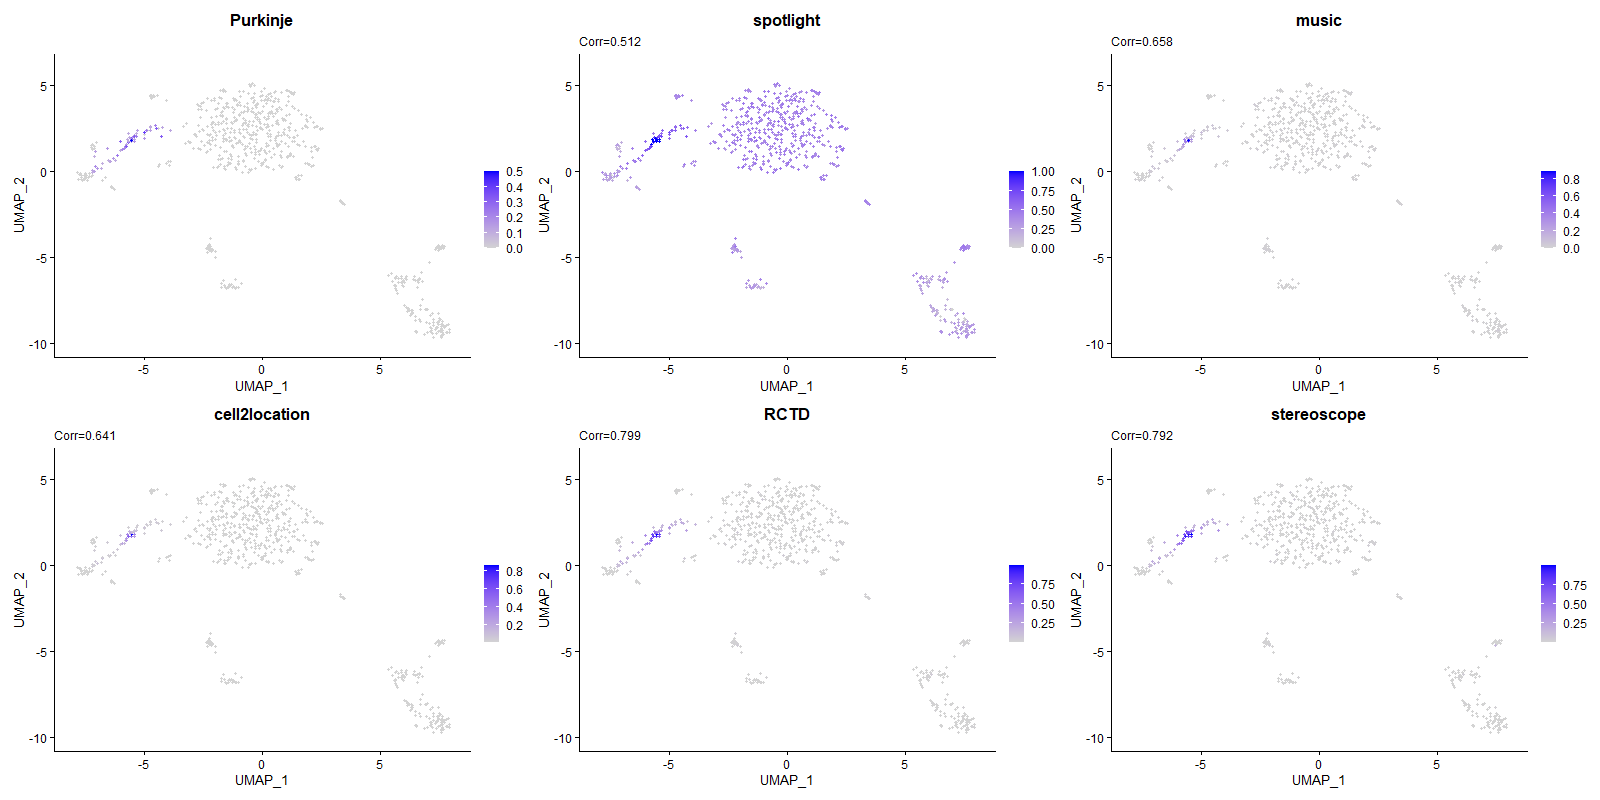 Purkinje
UMAP_2
5
0
-5
-10
-5
0
5
UMAP_1
0.5
0.4
0.3
0.2
0.1
0.0
spotlight
Corr=0.512
UMAP_2
5
0
-5
-10
-5
0
5
UMAP_1
1.00
0.75
0.50
0.25
0.00
music
Corr=0.658
UMAP_2
5
0
-5
-10
-5
0
5
UMAP_1
0.8
0.6
0.4
0.2
0.0
cell2location
Corr=0.641
UMAP_2
5
0
-5
-10
-5
0
5
UMAP_1
0.8
0.6
0.4
0.2
RCTD
Corr=0.799
UMAP_2
5
0
-5
-10
-5
0
5
UMAP_1
0.75
0.50
0.25
stereoscope
Corr=0.792
UMAP_2
5
0
-5
-10
-5
0
5
UMAP_1
0.75
0.50
0.25